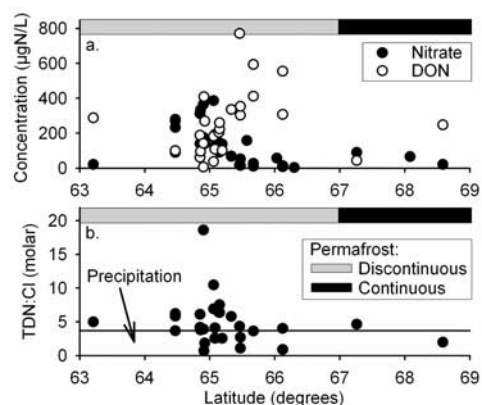 800
600
400
200
0
Concentration (µgN/L)
a.
Nitrate
DON
63 64 65 66 67 68 69
20
15
10
5
0
TDN:Cl (molar)
b.
Precipitation
Permafrost:
Discontinuous
Continuous
63 64 65 66 67 68 69
Latitude (degrees)